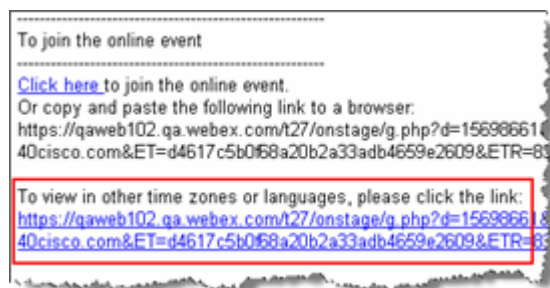 ------------------------------------------------------
To join the online event
------------------------------------------------------
Click here to join the online event.
Or copy and paste the following link to a browser:
https://qaweb102.qa.webex.com/t27/onstage/g.php?d=15698661
40cisco.com&ET=d4617c5b0f68a20b2a33adb4659e2609&ETR=8
To view in other time zones or languages, please click the link:
https://qaweb102.qa.webex.com/t27/onstage/g.php?d=15698661&
40cisco.com&ET=d4617c5b0f68a20b2a33adb4659e2609&ETR=8